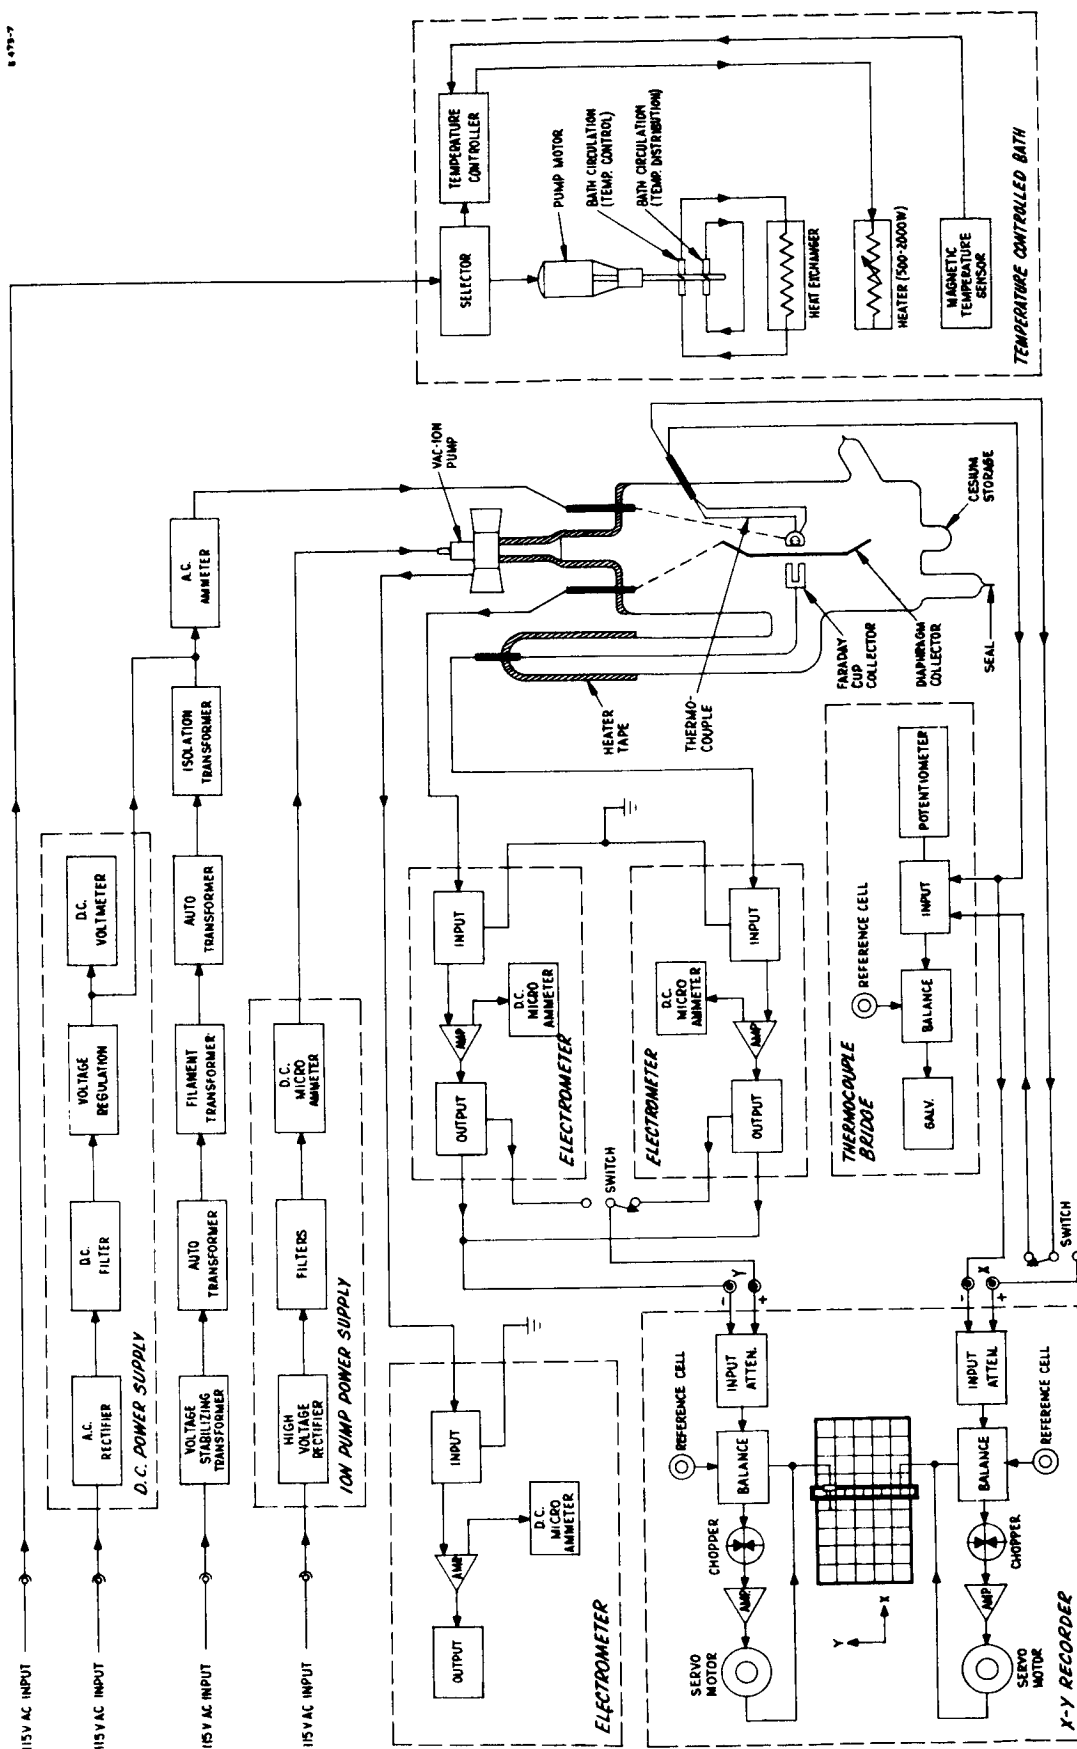 E 473-7
115V AC INPUT
115V AC INPUT
115V AC INPUT
115V AC INPUT
A.C.
RECTIFIER
D.C.
FILTER
VOLTAGE
REGULATION
D.C.
VOLTMETER
D.C. POWER SUPPLY
VOLTAGE
STABILIZING
TRANSFORMER
AUTO
TRANSFORMER
FILAMENT
TRANSFORMER
AUTO
TRANSFORMER
ISOLATION
TRANSFORMER
A.C.
AMMETER
HIGH
VOLTAGE
RECTIFIER
FILTERS
D.C.
MICRO
AMMETER
ION PUMP POWER SUPPLY
SELECTOR
TEMPERATURE
CONTROLLER
PUMP MOTOR
BATH CIRCULATION
(TEMP. CONTROL)
BATH CIRCULATION
(TEMP. DISTRIBUTION)
HEAT EXCHANGER
HEATER (500-2000W)
MAGNETIC
TEMPERATURE
SENSOR
TEMPERATURE CONTROLLED BATH
VAC-ION
PUMP
HEATER
TAPE
THERMO-
COUPLE
FARADAY
CUP
COLLECTOR
DIAPHRAGM
COLLECTOR
SEAL
CESIUM
STORAGE
OUTPUT
AMP
INPUT
D.C.
MICRO
AMMETER
ELECTROMETER
OUTPUT
AMP
INPUT
D.C.
MICRO
AMMETER
ELECTROMETER
OUTPUT
AMP
INPUT
D.C.
MICRO
AMMETER
ELECTROMETER
SWITCH
GALV.
BALANCE
INPUT
POTENTIOMETER
REFERENCE CELL
THERMOCOUPLE
BRIDGE
SERVO
MOTOR
AMP.
CHOPPER
BALANCE
REFERENCE CELL
INPUT
ATTEN.
-
Y
+
Y
X
SERVO
MOTOR
AMP.
CHOPPER
BALANCE
REFERENCE CELL
INPUT
ATTEN.
-
X
+
SWITCH
X-Y RECORDER